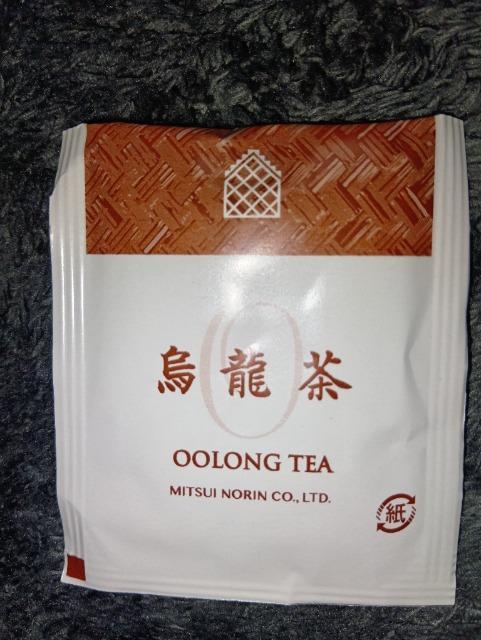 烏龍茶
OOLONG TEA
MITSUI NORIN CO., LTD.
紙